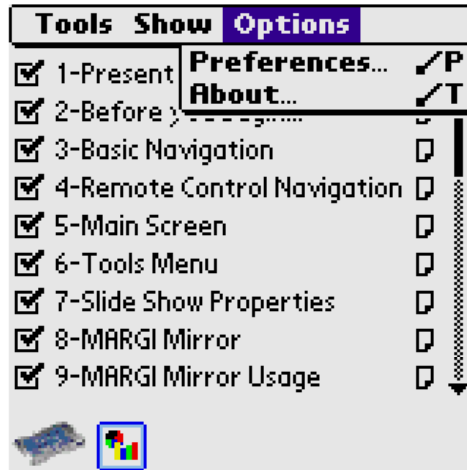 Tools Show Options
Preferences... ✓P
About... ✓T
1-Present
2-Before
3-Basic Navigation
4-Remote Control Navigation
5-Main Screen
6-Tools Menu
7-Slide Show Properties
8-MARGI Mirror
9-MARGI Mirror Usage